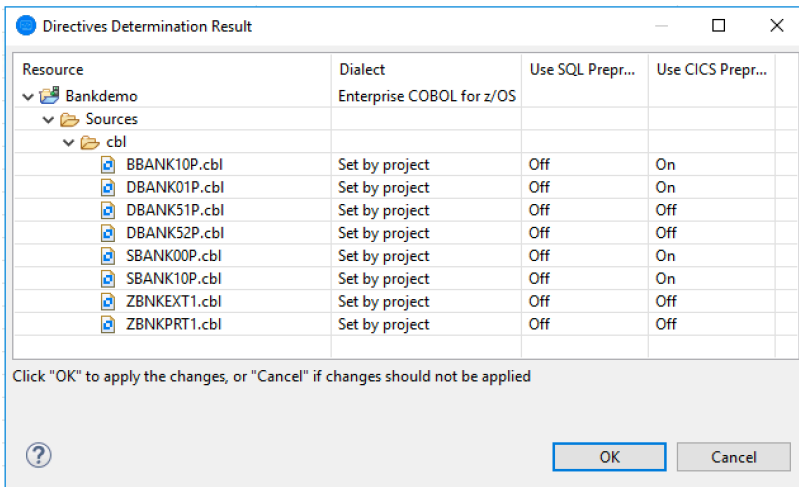 Directives Determination Result
Resource Dialect Use SQL Prepr... Use CICS Prepr...
Bankdemo Enterprise COBOL for z/OS
Sources
cbl
BBANK10P.cbl Set by project Off On
DBANK01P.cbl Set by project Off On
DBANK51P.cbl Set by project Off Off
DBANK52P.cbl Set by project Off Off
SBANK00P.cbl Set by project Off On
SBANK10P.cbl Set by project Off On
ZBNKEXT1.cbl Set by project Off Off
ZBNKPRT1.cbl Set by project Off Off
Click "OK" to apply the changes, or "Cancel" if changes should not be applied
? OK Cancel